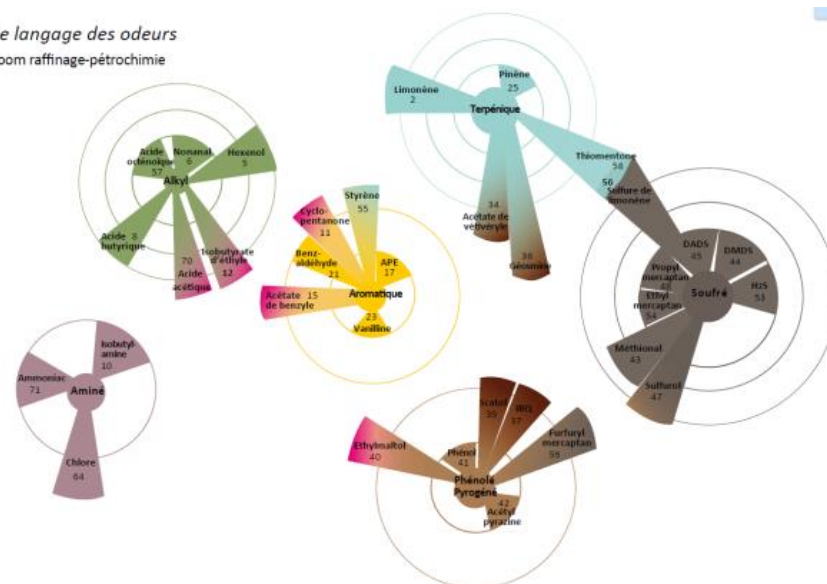 e langage des odeurs
oom raffinage-pétrochimie
Limonène
2
Pinène
25
Terpénique
Acide
octénoïque
57
Nonanal
6
Hexenol
5
Alkyl
Acide
butyrique
8
70
Acide
acétique
Isobutyrate
d'éthyle
12
Styrène
55
Cyclo-
pentanone
11
Benz-
aldéhyde
21
APE
17
Acétate
de benzyle
15
Aromatique
23
Vanilline
34
Acétate de
vétivéryle
Géosmine
Thiomentone
58
56
Sulfure de
limonène
DADS
45
DMDS
44
H2S
53
Propyl
mercaptan
Ethyl
mercaptan
54
Soufré
Méthional
43
Sulfurol
47
Isobutyl-
amine
10
Ammoniac
71
Aminé
Chlore
64
Scatol
39
IBQ
37
Furfuryl
mercaptan
Ethylmaltol
40
Phénol
41
Phénolé
Pyrogéné
42
Acétyl
pyrazine